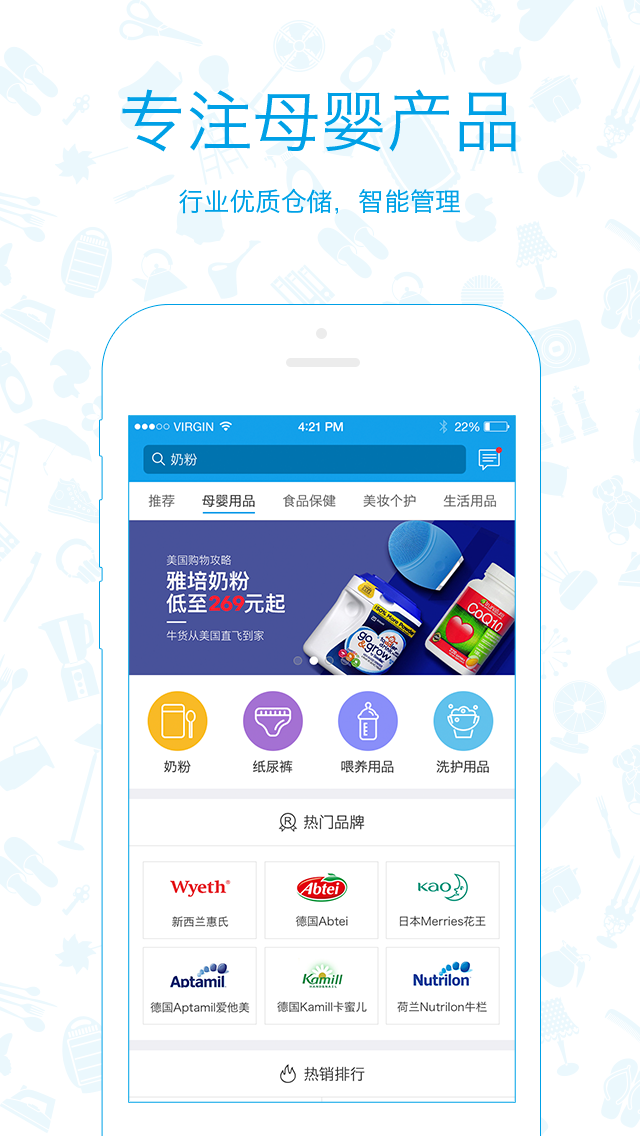 专注母婴产品
行业优质仓储，智能管理
VIRGIN 4:21 PM 22%
奶粉
推荐 母婴用品 食品保健 美妆个护 生活用品
美国购物攻略
雅培奶粉
低至269元起
牛货从美国直飞到家
go & grow
CoQ10
奶粉 纸尿裤 喂养用品 洗护用品
R 热门品牌
Wyeth® Abtei Kao
新西兰惠氏 德国Abtei 日本Merries花王
Aptamil Kamill Nutrilon
德国Aptamil爱他美 德国Kamill卡蜜儿 荷兰Nutrilon牛栏
热销排行